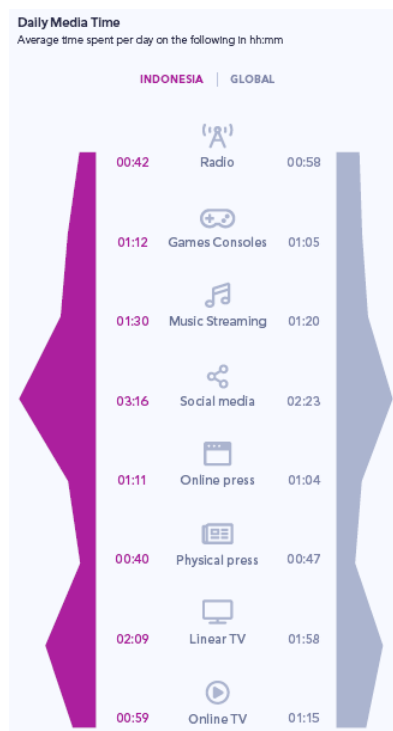 Daily Media Time
Average time spent per day on the following in hh:mm
INDONESIA | GLOBAL
00:42 Radio 00:58
01:12 Games Consoles 01:05
01:30 Music Streaming 01:20
03:16 Social media 02:23
01:11 Online press 01:04
00:40 Physical press 00:47
02:09 Linear TV 01:58
00:59 Online TV 01:15